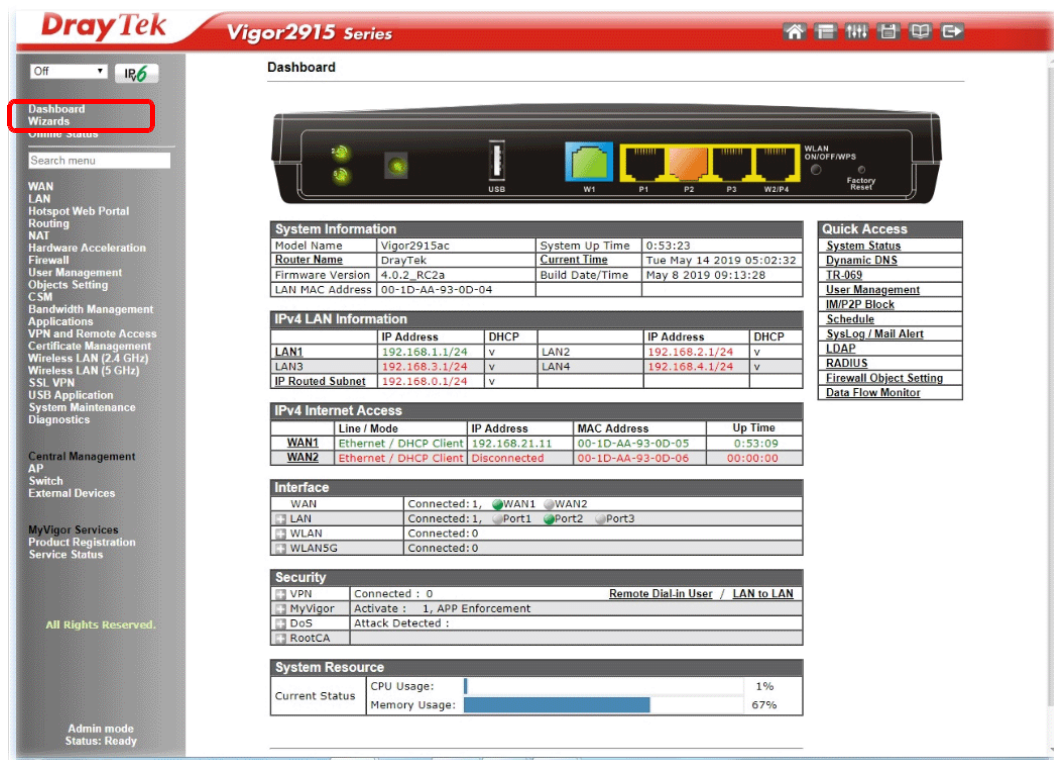 DrayTek Vigor2915 Series
Off IPv6
Dashboard
Wizards
Online Status
Search menu
WAN
LAN
Hotspot Web Portal
Routing
NAT
Hardware Acceleration
Firewall
User Management
Objects Setting
CSM
Bandwidth Management
Applications
VPN and Remote Access
Certificate Management
Wireless LAN (2.4 GHz)
Wireless LAN (5 GHz)
SSL VPN
USB Application
System Maintenance
Diagnostics
Central Management
AP
Switch
External Devices
MyVigor Services
Product Registration
Service Status
All Rights Reserved.
Admin mode
Status: Ready
Dashboard
WLAN
ON/OFF/WPS
Factory
Reset
USB W1 P1 P2 P3 W2/P4
System Information
Model Name Vigor2915ac System Up Time 0:53:23
Router Name DrayTek Current Time Tue May 14 2019 05:02:32
Firmware Version 4.0.2_RC2a Build Date/Time May 8 2019 09:13:28
LAN MAC Address 00-1D-AA-93-0D-04
IPv4 LAN Information
IP Address DHCP IP Address DHCP
LAN1 192.168.1.1/24 v LAN2 192.168.2.1/24 v
LAN3 192.168.3.1/24 v LAN4 192.168.4.1/24 v
IP Routed Subnet 192.168.0.1/24 v
IPv4 Internet Access
Line / Mode IP Address MAC Address Up Time
WAN1 Ethernet / DHCP Client 192.168.21.11 00-1D-AA-93-0D-05 0:53:09
WAN2 Ethernet / DHCP Client Disconnected 00-1D-AA-93-0D-06 00:00:00
Interface
WAN Connected: 1, WAN1 WAN2
LAN Connected: 1, Port1 Port2 Port3
WLAN Connected: 0
WLAN5G Connected: 0
Security
VPN Connected : 0 Remote Dial-in User / LAN to LAN
MyVigor Activate : 1, APP Enforcement
DoS Attack Detected :
RootCA
System Resource
Current Status
CPU Usage: 1%
Memory Usage: 67%
Quick Access
System Status
Dynamic DNS
TR-069
User Management
IM/P2P Block
Schedule
SysLog / Mail Alert
LDAP
RADIUS
Firewall Object Setting
Data Flow Monitor